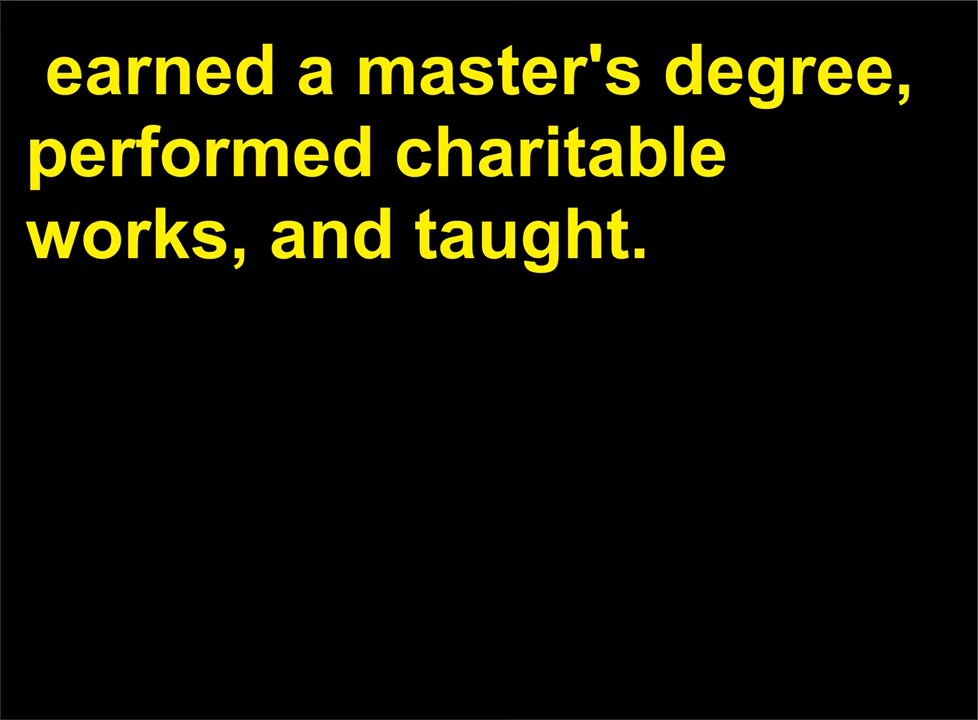 earned a master's degree,
performed charitable
works, and taught.